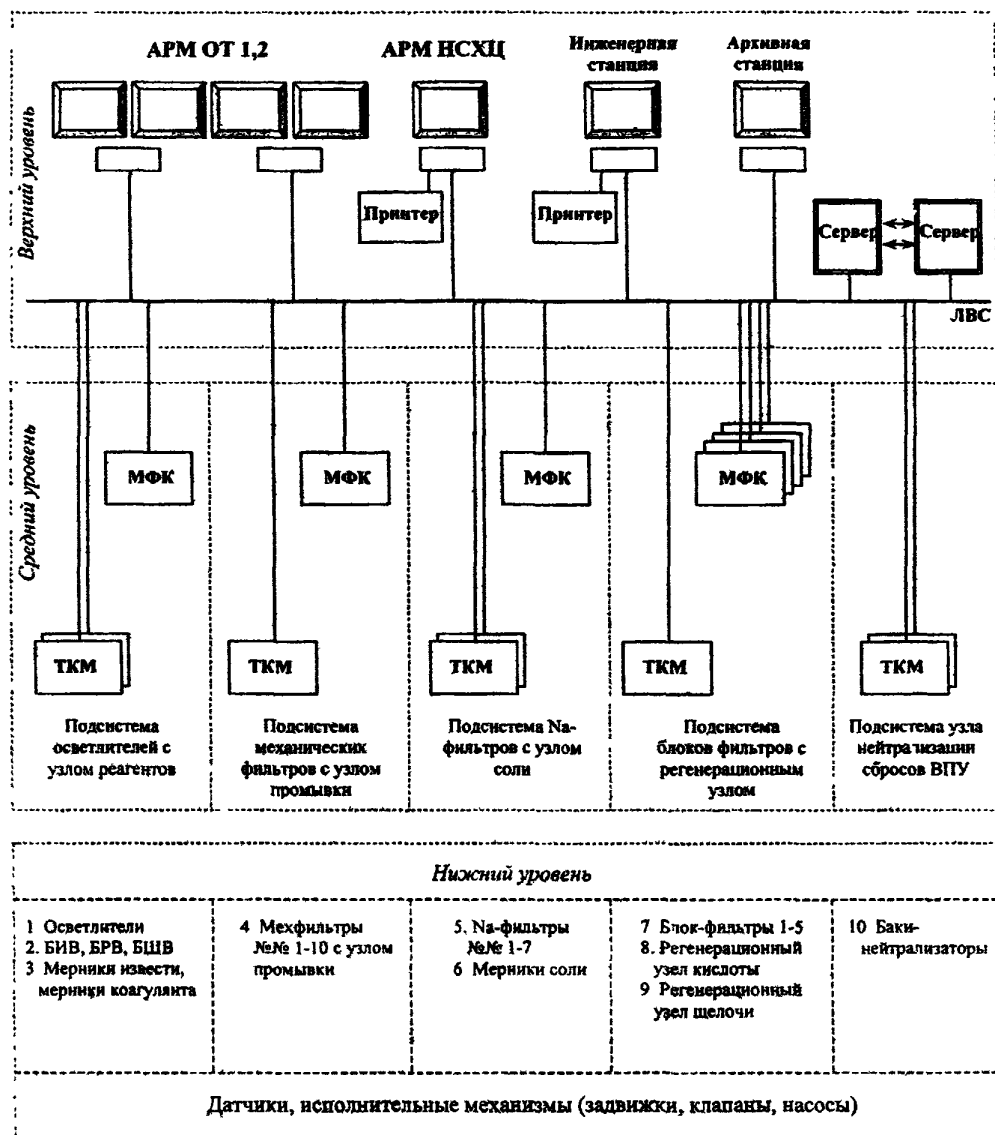 АРМ ОТ 1,2
АРМ НСХЦ
Инженерная
станция
Архивная
станция
Верхний уровень
Принтер
Принтер
Сервер
Сервер
ЛВС
Средний уровень
МФК
МФК
МФК
МФК
ТКМ
ТКМ
ТКМ
ТКМ
ТКМ
Подсистема
осветлителей с
узлом реагентов
Подсистема
механических
фильтров с узлом
промывки
Подсистема Na-
фильтров с узлом
соли
Подсистема
блоков фильтров с
регенерационным
узлом
Подсистема узла
нейтрализации
сбросов ВПУ
Нижний уровень
1 Осветлители
2. БИВ, БРВ, БШВ
3 Мерники извести,
мерники коагулянта
4 Мехфильтры
№№ 1-10 с узлом
промывки
5. Na-фильтры
№№ 1-7
6 Мерники соли
7 Блок-фильтры 1-5
8. Регенерационный
узел кислоты
9 Регенерационный
узел щелочи
10 Баки-
нейтрализаторы
Датчики, исполнительные механизмы (задвижки, клапаны, насосы)